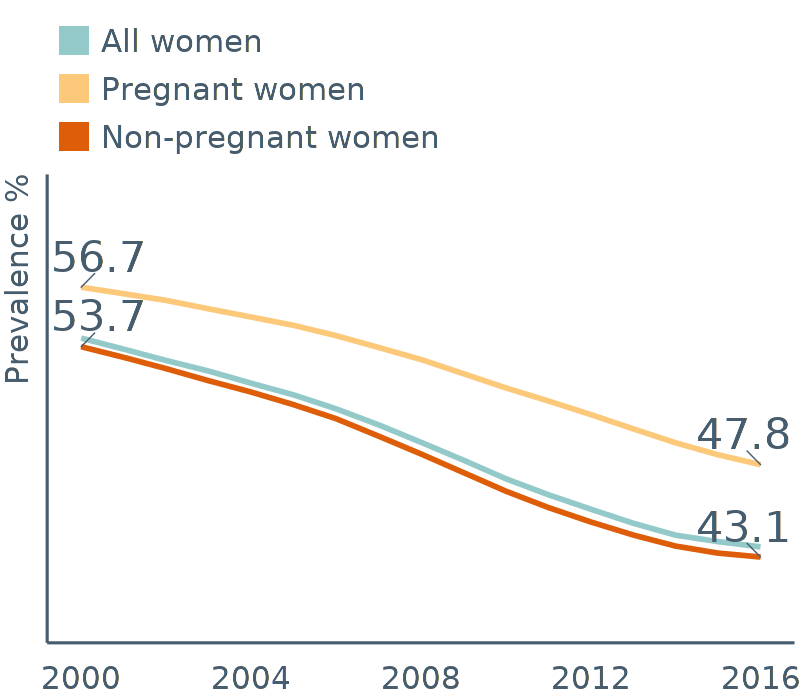 All women
Pregnant women
Non-pregnant women
Prevalence %
56.7
53.7
47.8
43.1
2000 2004 2008 2012 2016